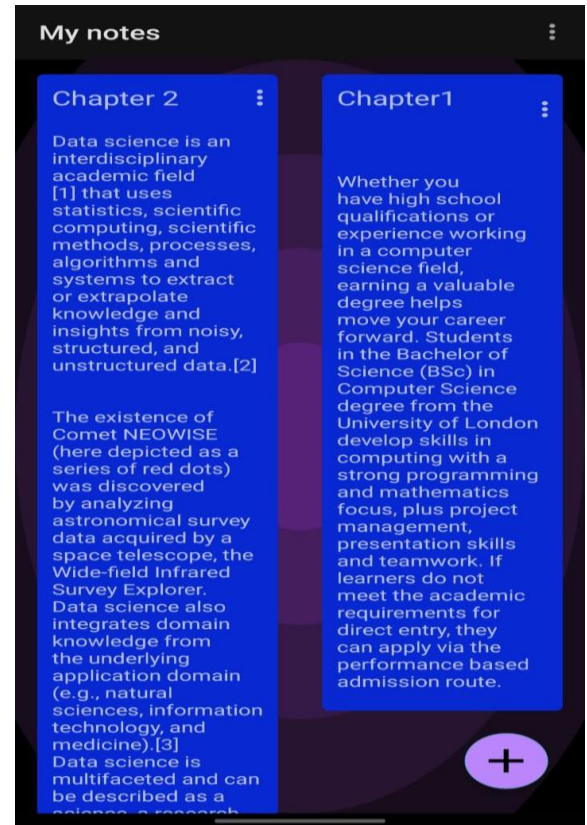 My notes
Chapter 2
Data science is an
interdisciplinary
academic field
[1] that uses
statistics, scientific
computing, scientific
methods, processes,
algorithms and
systems to extract
or extrapolate
knowledge and
insights from noisy,
structured, and
unstructured data.[2]
The existence of
Comet NEOWISE
(here depicted as a
series of red dots)
was discovered
by analyzing
astronomical survey
data acquired by a
space telescope, the
Wide-field Infrared
Survey Explorer.
Data science also
integrates domain
knowledge from
the underlying
application domain
(e.g., natural
sciences, information
technology, and
medicine).[3]
Data science is
multifaceted and can
be described as a
science, a research
Chapter1
Whether you
have high school
qualifications or
experience working
in a computer
science field,
earning a valuable
degree helps
move your career
forward. Students
in the Bachelor of
Science (BSc) in
Computer Science
degree from the
University of London
develop skills in
computing with a
strong programming
and mathematics
focus, plus project
management,
presentation skills
and teamwork. If
learners do not
meet the academic
requirements for
direct entry, they
can apply via the
performance based
admission route.